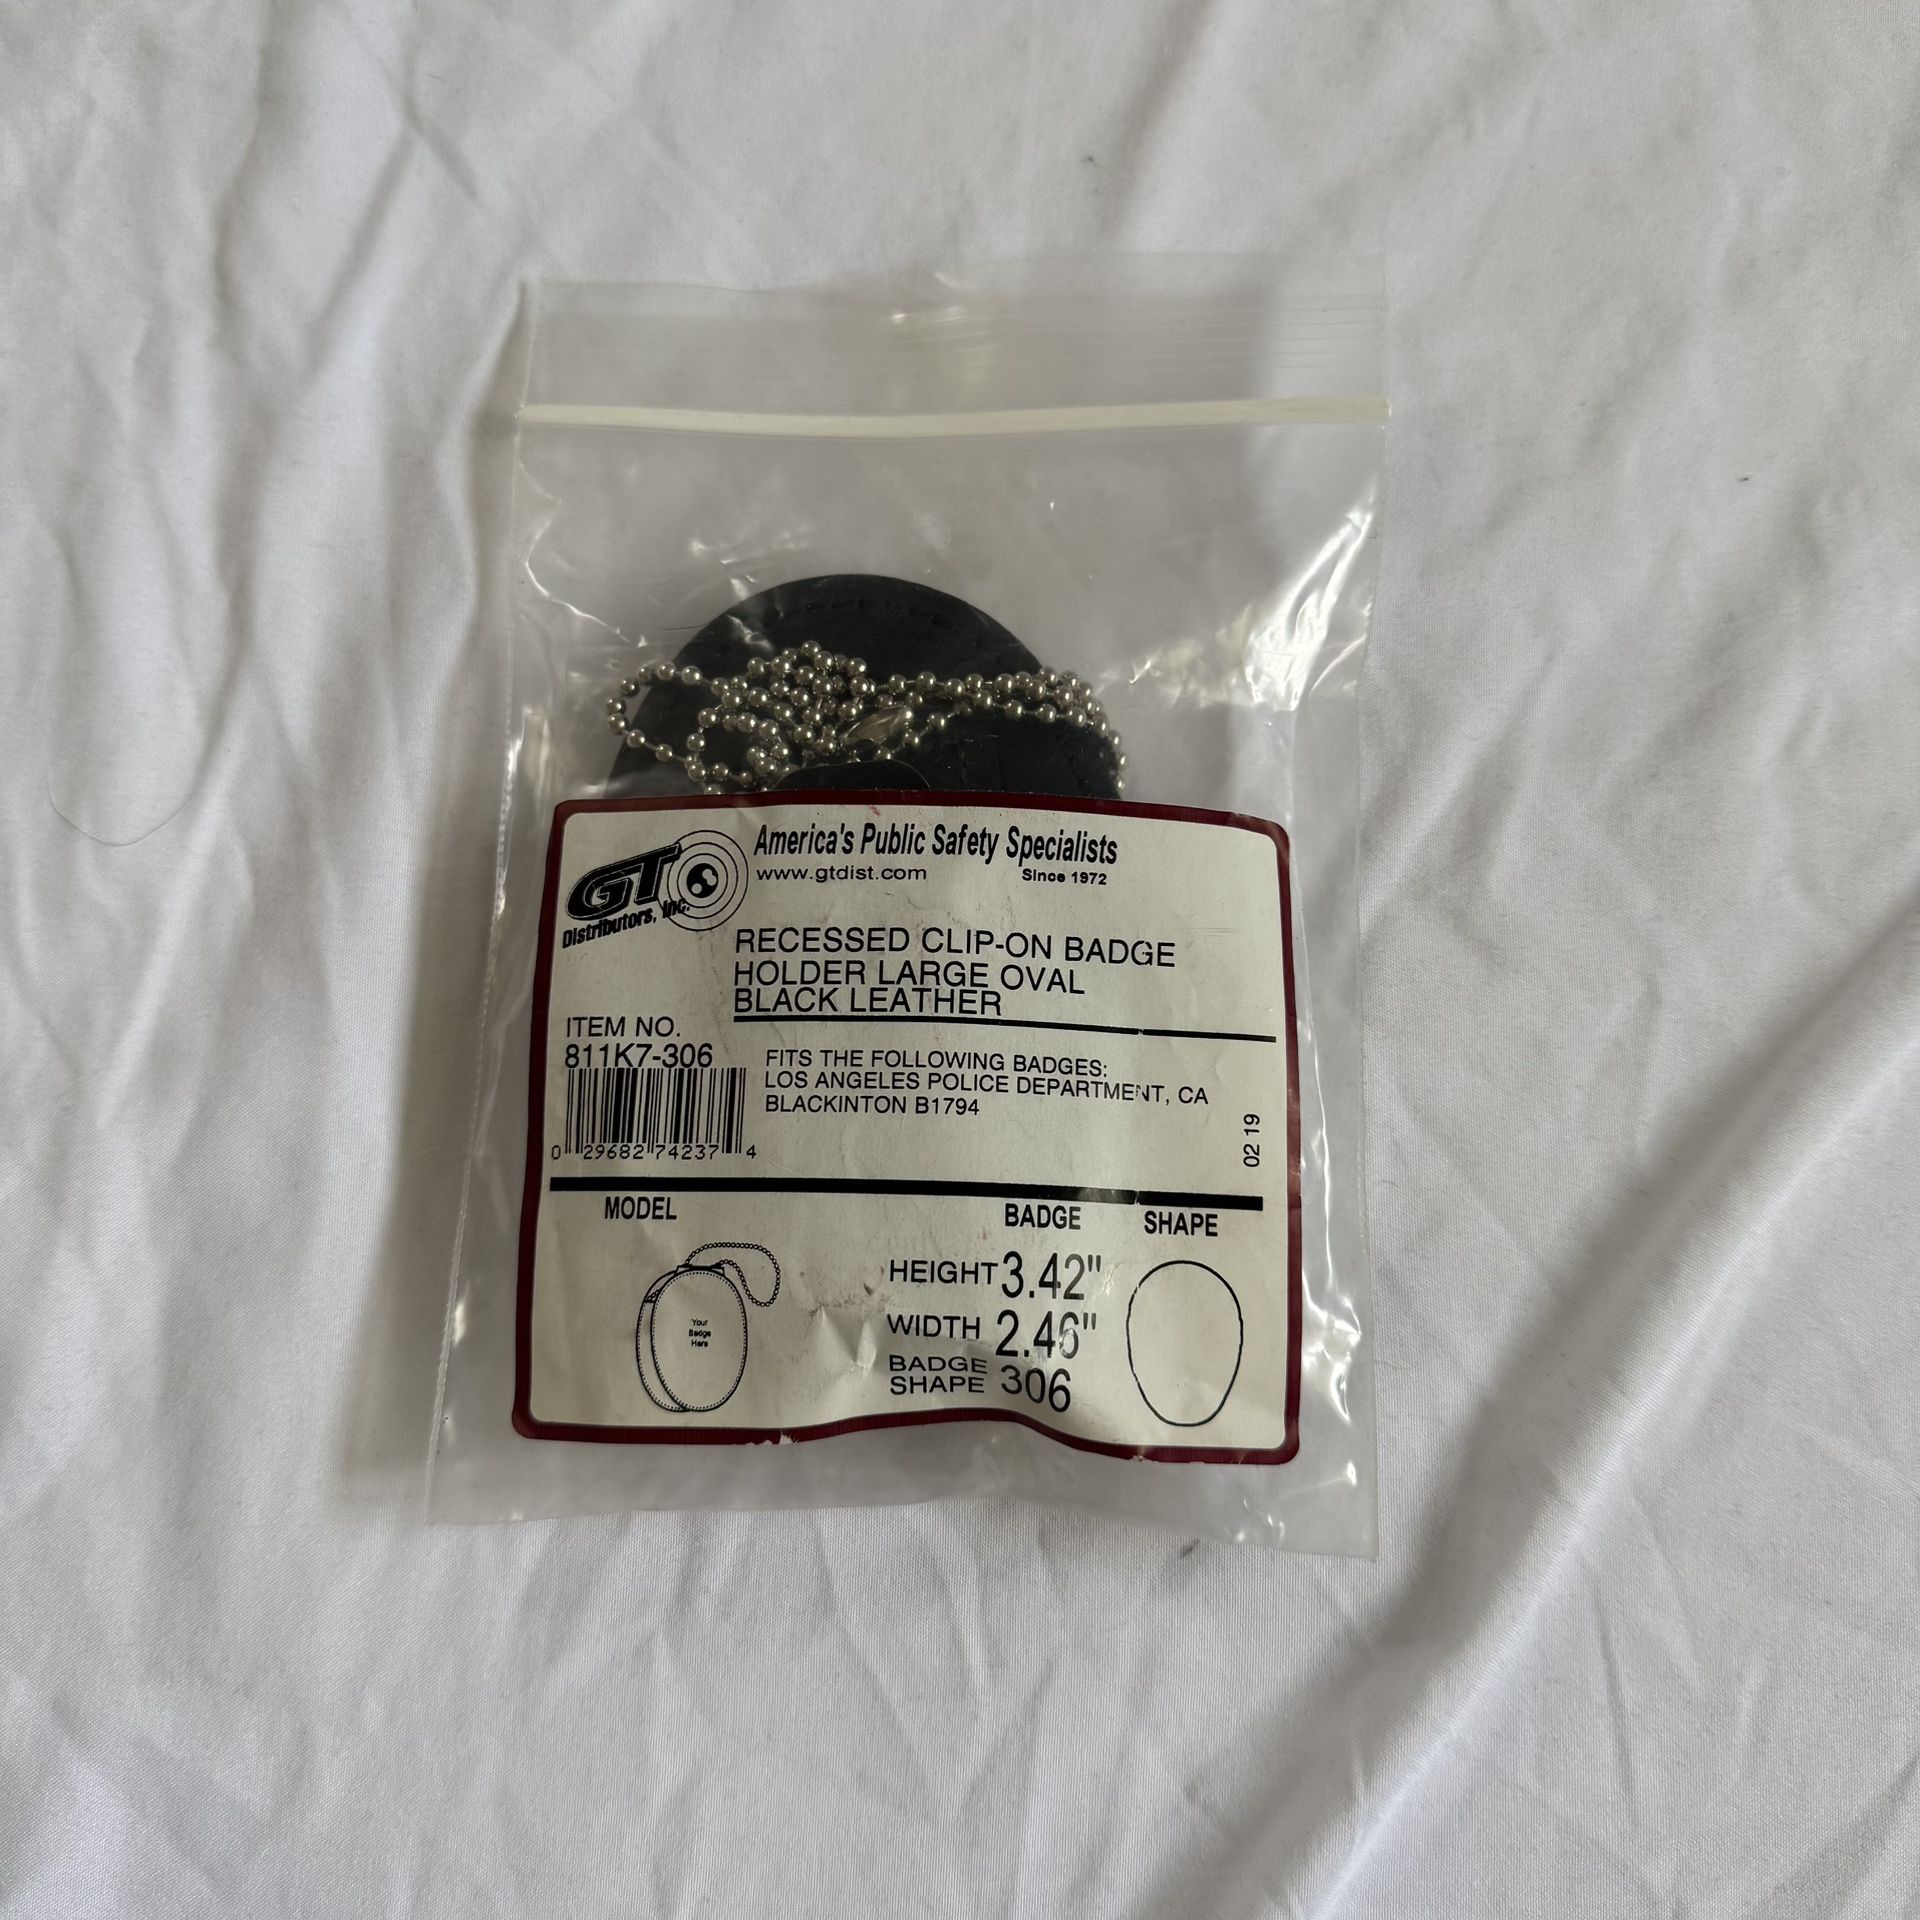 GT
Distributors, Inc.
America's Public Safety Specialists
www.gtdist.com Since 1972
RECESSED CLIP-ON BADGE
HOLDER LARGE OVAL
BLACK LEATHER
ITEM NO.
811K7-306
0 29682 74237 4
FITS THE FOLLOWING BADGES:
LOS ANGELES POLICE DEPARTMENT, CA
BLACKINTON B1794
02 19
MODEL
Your
Badge
Here
BADGE
HEIGHT 3.42"
WIDTH 2.46"
BADGE
SHAPE 306
SHAPE